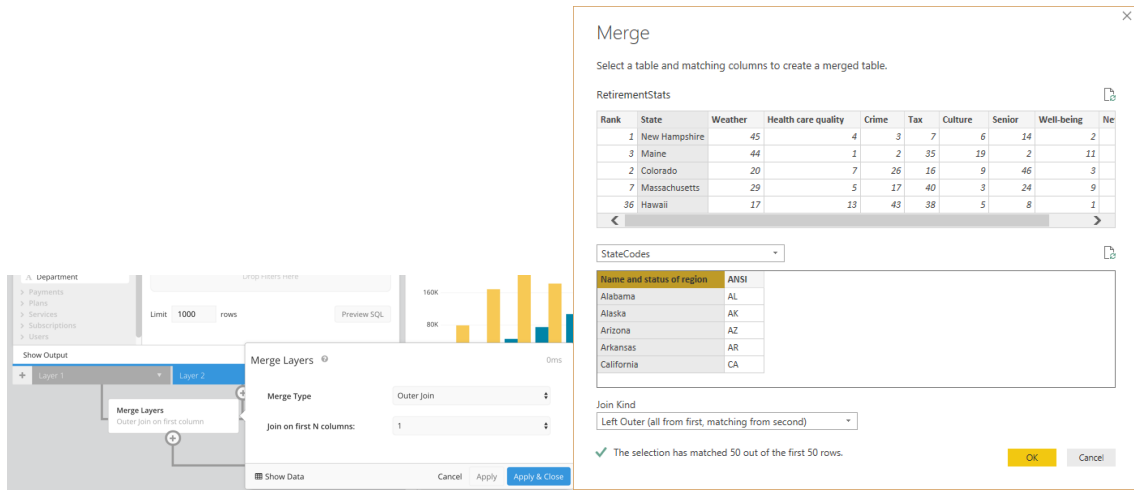 A Department
> Payments
> Plans
> Services
> Subscriptions
> Users
Drop Filters Here
Limit 1000 rows
Preview SQL
160K
80K
Show Output
+ Layer 1 Layer 2
Merge Layers
Outer Join on first column
Merge Layers
0ms
Merge Type Outer Join
Join on first N columns: 1
Show Data Cancel Apply Apply & Close
Merge
Select a table and matching columns to create a merged table.
RetirementStats
Rank State Weather Health care quality Crime Tax Culture Senior Well-being Ne
1 New Hampshire 45 4 3 7 6 14 2
3 Maine 44 1 2 35 19 2 11
2 Colorado 20 7 26 16 9 46 3
7 Massachusetts 29 5 17 40 3 24 9
36 Hawaii 17 13 43 38 5 8 1
StateCodes
Name and status of region ANSI
Alabama AL
Alaska AK
Arizona AZ
Arkansas AR
California CA
Join Kind
Left Outer (all from first, matching from second)
The selection has matched 50 out of the first 50 rows.
OK Cancel